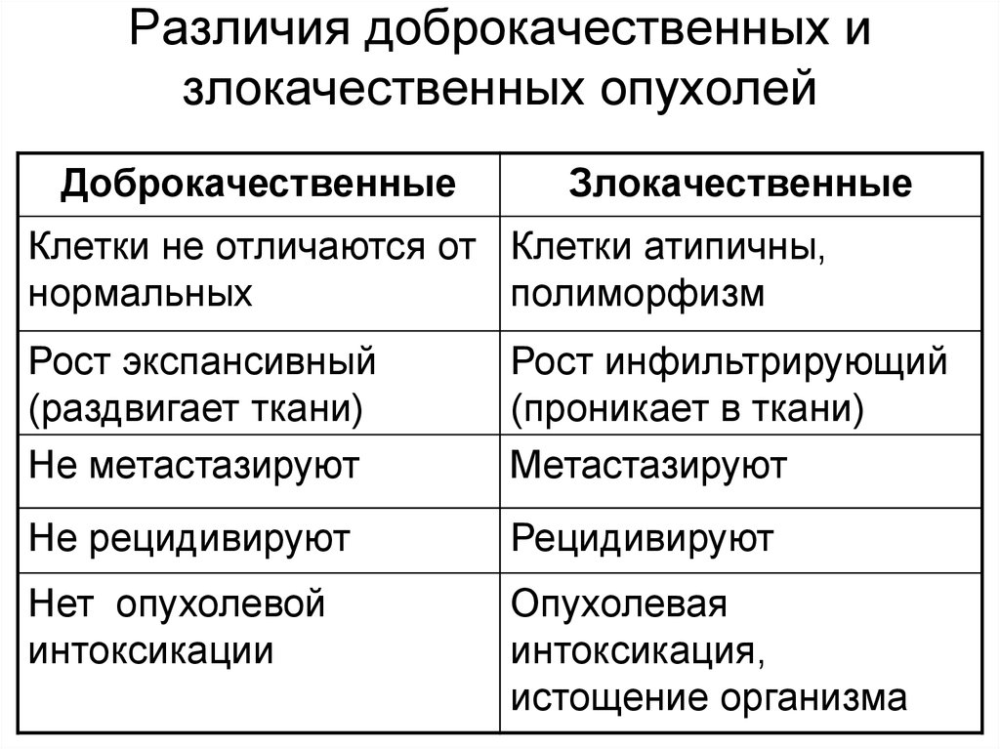 Различия доброкачественных и
злокачественных опухолей
Доброкачественные
Злокачественные
Клетки не отличаются от
нормальных
Клетки атипичны,
полиморфизм
Рост экспансивный
(раздвигает ткани)
Рост инфильтрирующий
(проникает в ткани)
Не метастазируют
Метастазируют
Не рецидивируют
Рецидивируют
Нет опухолевой
интоксикации
Опухолевая
интоксикация,
истощение организма